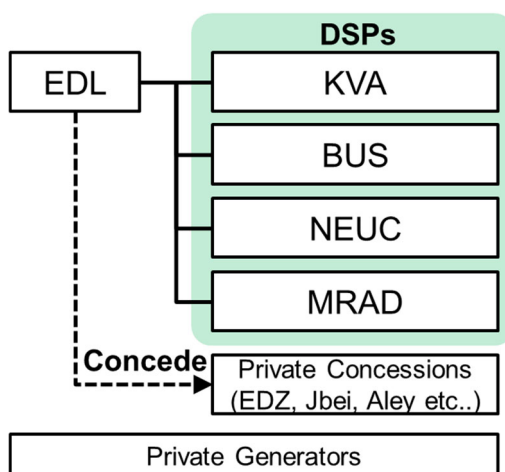 DSPs
EDL
KVA
BUS
NEUC
MRAD
Concede
Private Concessions
(EDZ, Jbei, Aley etc..)
Private Generators